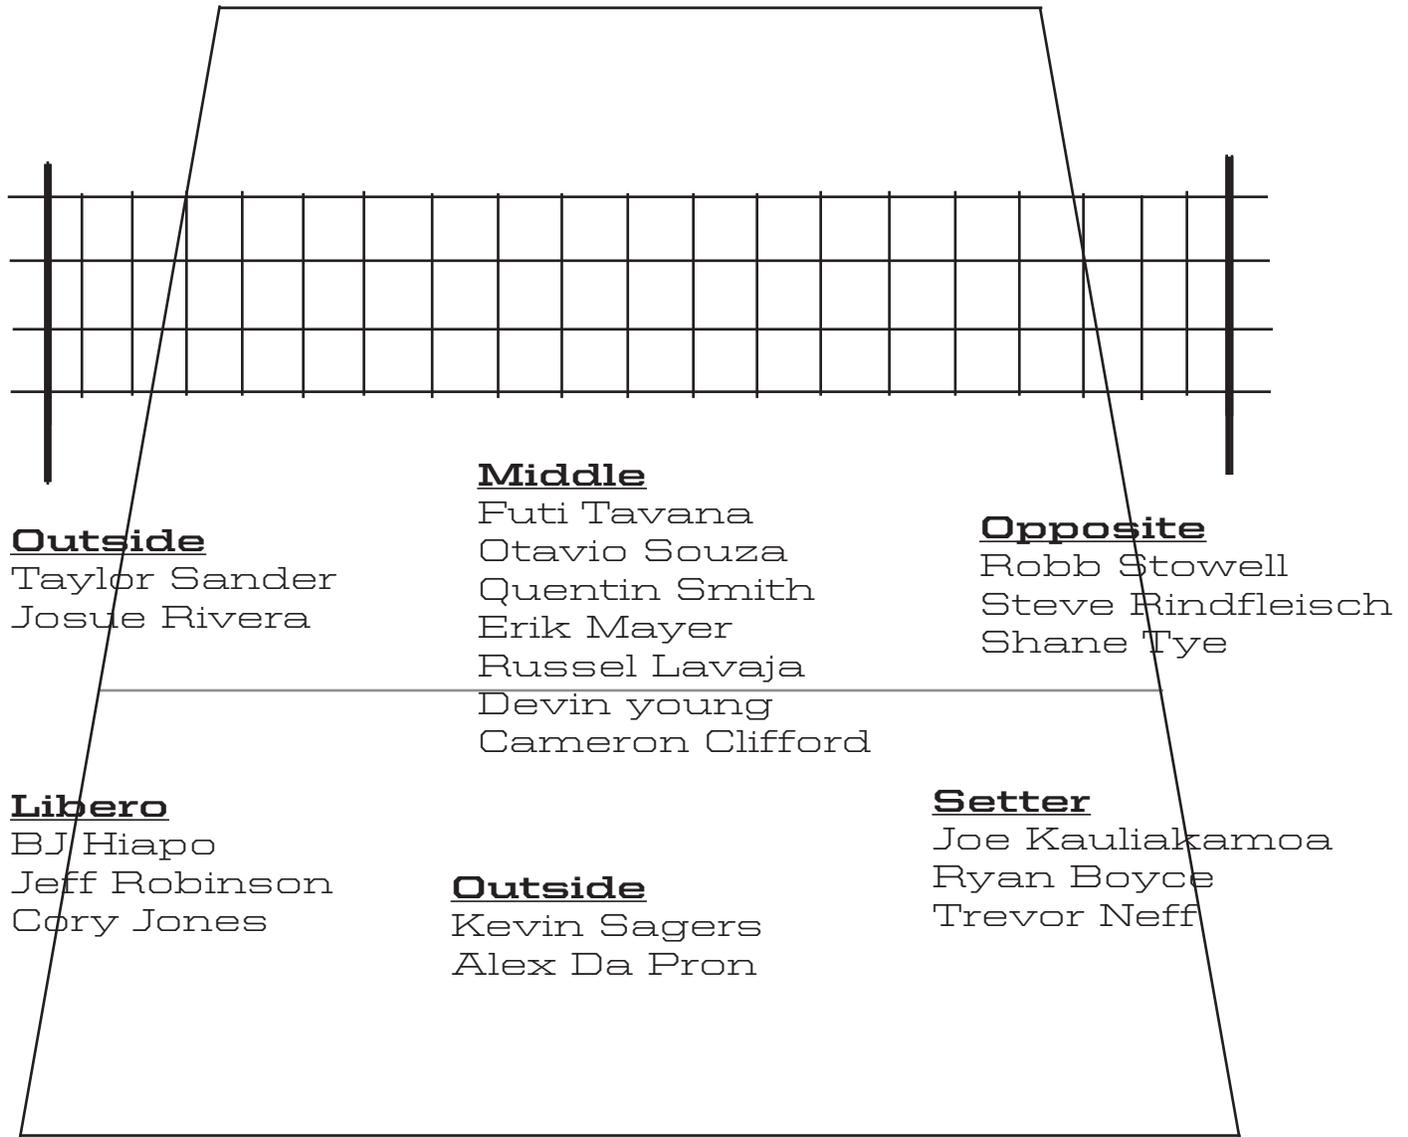 Middle
Futi Tavana
Otavio Souza
Quentin Smith
Erik Mayer
Russel Lavaja
Devin young
Cameron Clifford
Outside
Taylor Sander
Josue Rivera
Opposite
Robb Stowell
Steve Rindfleisch
Shane Tye
Libero
BJ Hiapo
Jeff Robinson
Cory Jones
Outside
Kevin Sagers
Alex Da Pron
Setter
Joe Kauliakamoa
Ryan Boyce
Trevor Neff